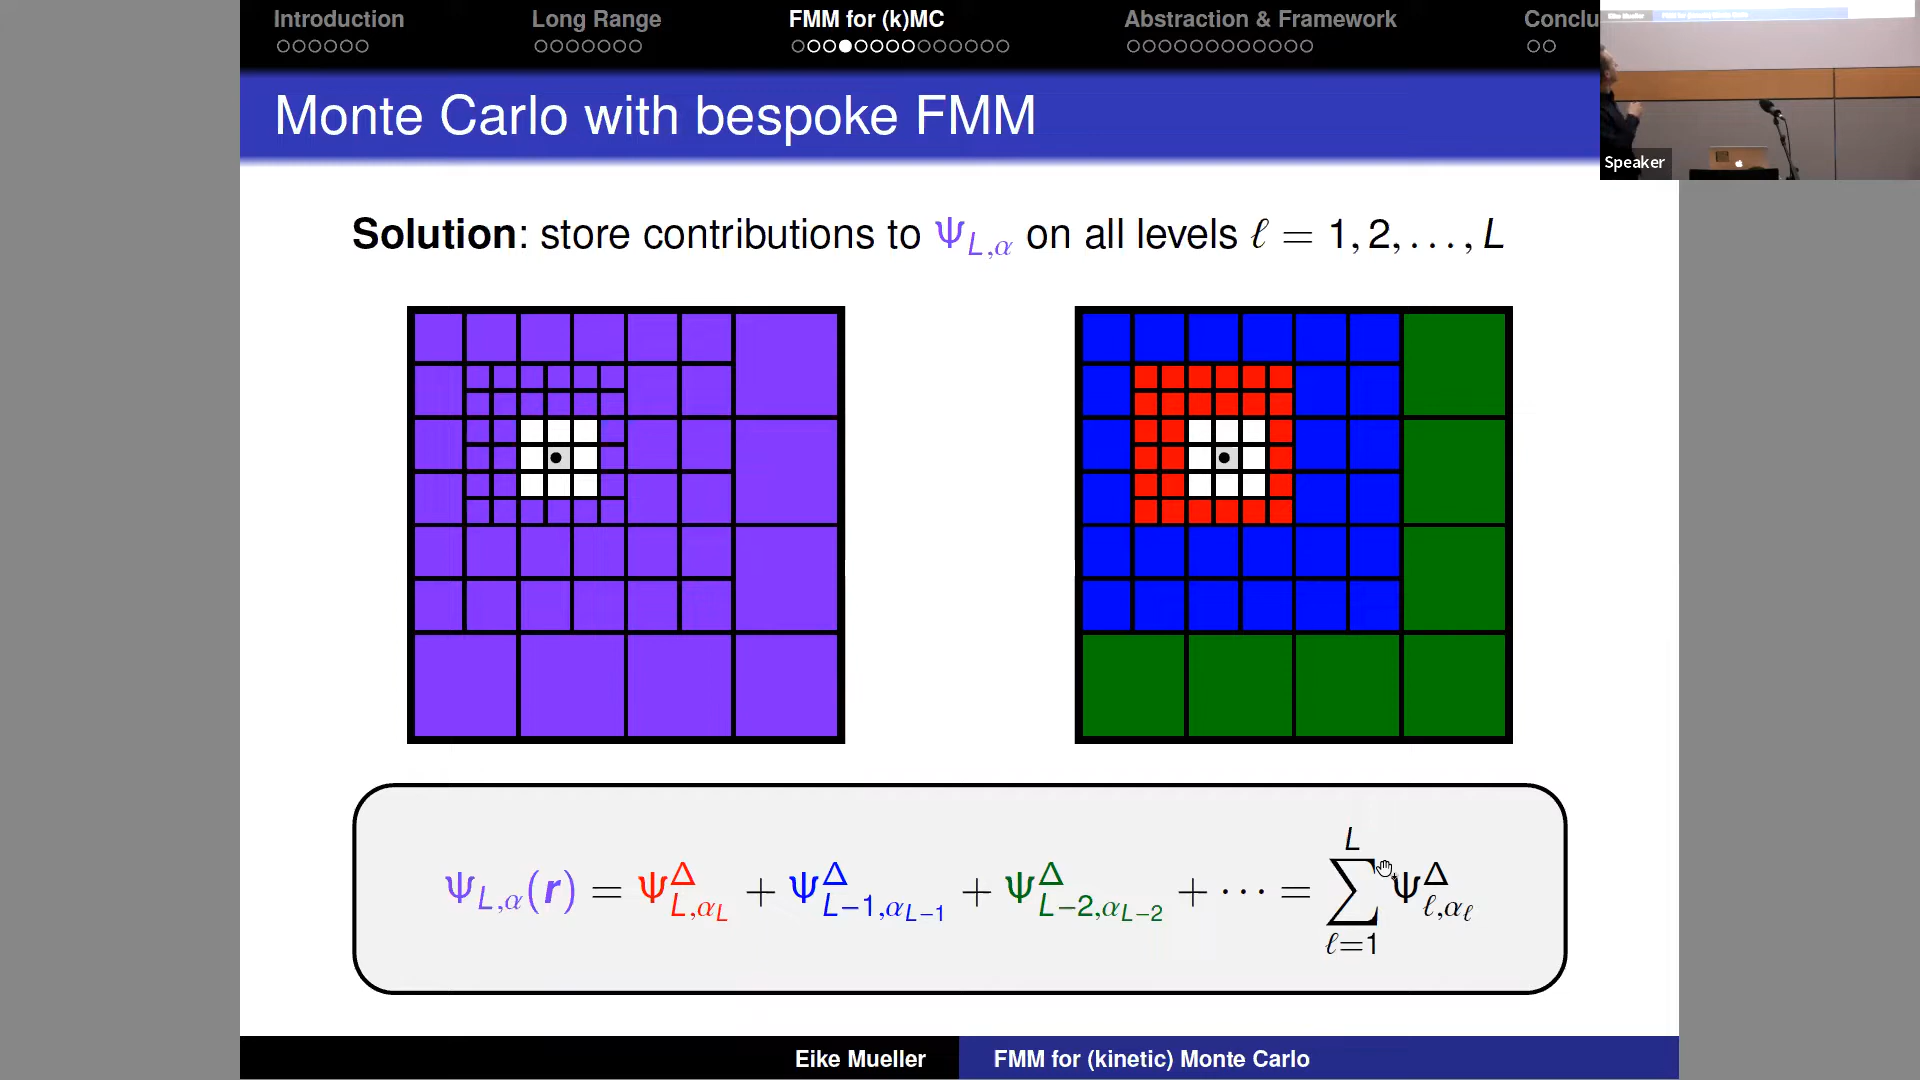 Introduction Long Range FMM for (k)MC Abstraction & Framework Conclu
Monte Carlo with bespoke FMM
Solution: store contributions to Ψ_{L,α} on all levels ℓ = 1, 2, . . . , L
Ψ_{L,α}(r) = Ψ^Δ_{L,α_L} + Ψ^Δ_{L−1,α_{L−1}} + Ψ^Δ_{L−2,α_{L−2}} + ⋯ = ∑_{ℓ=1}^{L} Ψ^Δ_{ℓ,α_ℓ}
Eike Mueller FMM for (kinetic) Monte Carlo
Speaker